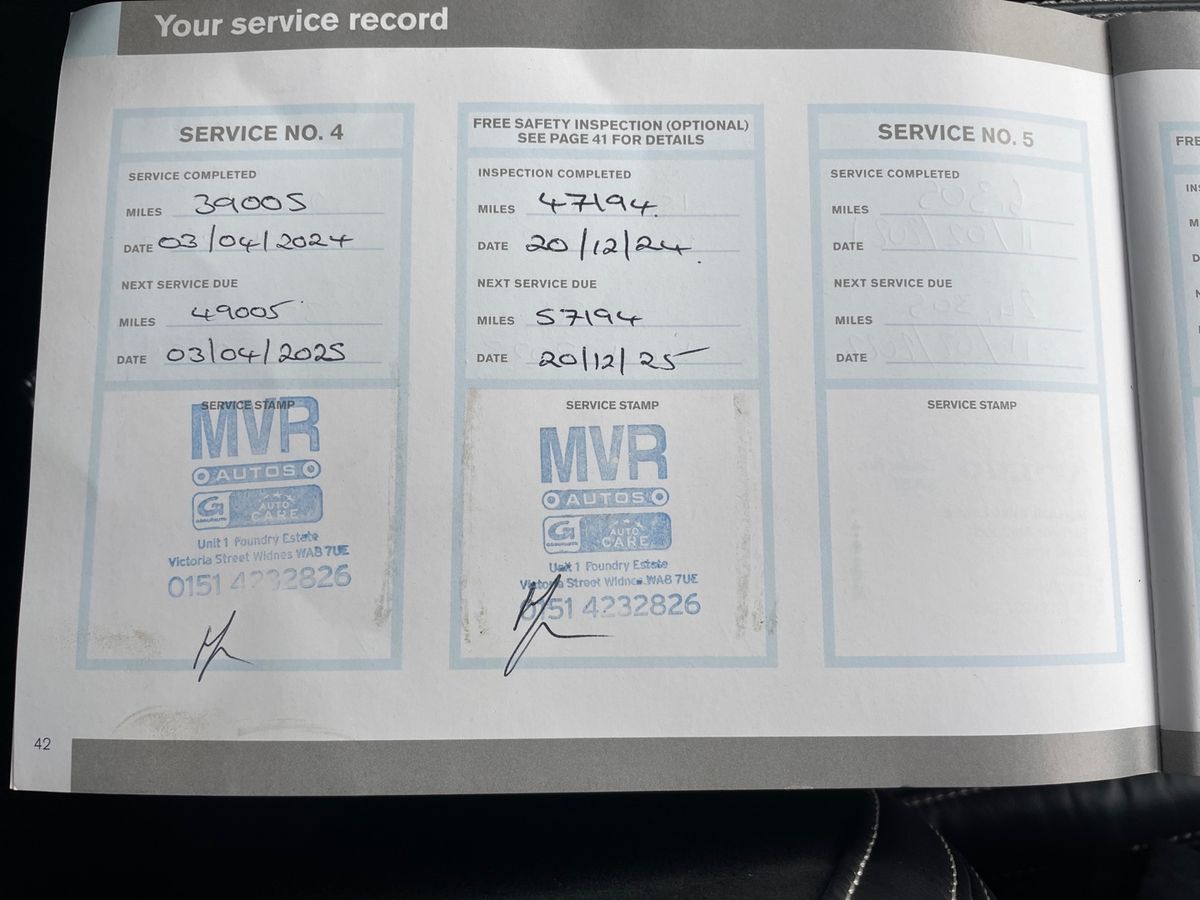 Your service record
SERVICE NO. 4
SERVICE COMPLETED
MILES 39005
DATE 03/04/2024
NEXT SERVICE DUE
MILES 49005
DATE 03/04/2025
SERVICE STAMP
MVR
AUTOS
AUTO
CARE
Unit 1 Foundry Estate
Victoria Street Widnes WA8 7UE
0151 4232826
FREE SAFETY INSPECTION (OPTIONAL)
SEE PAGE 41 FOR DETAILS
INSPECTION COMPLETED
MILES 47194
DATE 20/12/24
NEXT SERVICE DUE
MILES 57194
DATE 20/12/25
SERVICE STAMP
MVR
AUTOS
AUTO
CARE
Unit 1 Foundry Estate
Victoria Street Widnes WA8 7UE
0151 4232826
SERVICE NO. 5
SERVICE COMPLETED
MILES
DATE
NEXT SERVICE DUE
MILES
DATE
SERVICE STAMP
FRE
INS
M
D
N
42